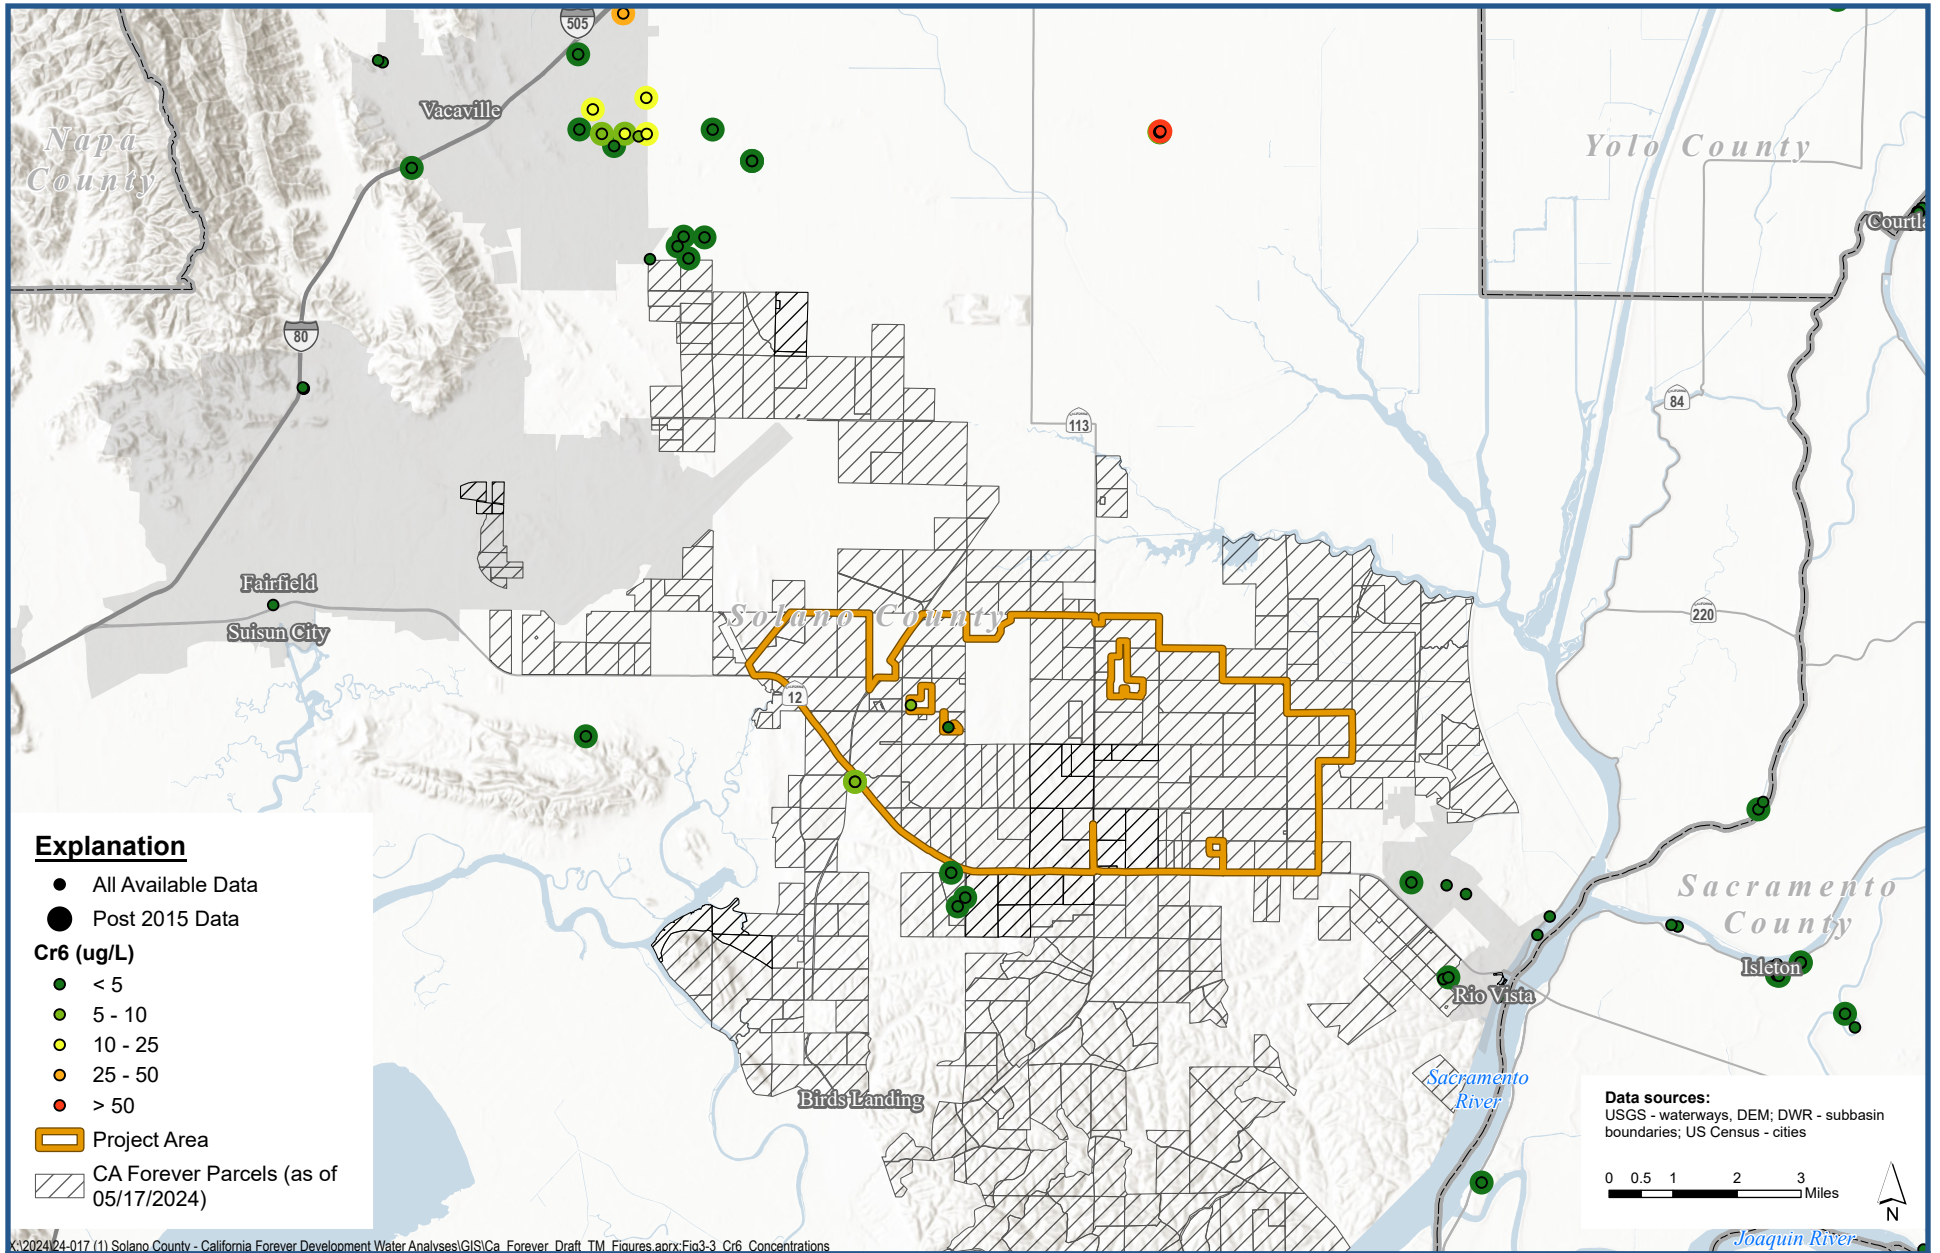 505
Vacaville
Napa
County
Yolo County
Courtla
80
113
84
Fairfield
Suisun City
Solano County
220
12
Explanation
All Available Data
Post 2015 Data
Cr6 (ug/L)
< 5
5 - 10
10 - 25
25 - 50
> 50
Project Area
CA Forever Parcels (as of
05/17/2024)
Sacramento
County
Isleton
Rio Vista
Birds Landing
Sacramento
River
Data sources:
USGS - waterways, DEM; DWR - subbasin
boundaries; US Census - cities
0 0.5 1 2 3
Miles
N
Joaquin River
X:\2024\24-017 (1) Solano County - California Forever Development Water Analyses\GIS\Ca_Forever_Draft_TM_Figures.aprx:Fig3-3_Cr6_Concentrations